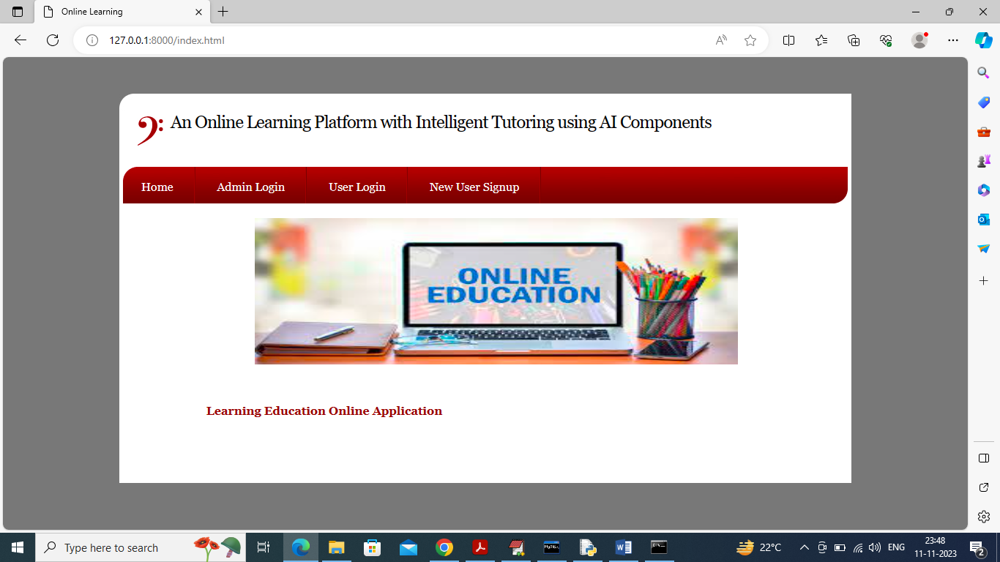 Online Learning
127.0.0.1:8000/index.html
An Online Learning Platform with Intelligent Tutoring using AI Components
Home Admin Login User Login New User Signup
ONLINE
EDUCATION
Learning Education Online Application
Type here to search
22°C
ENG
23:48
11-11-2023
2